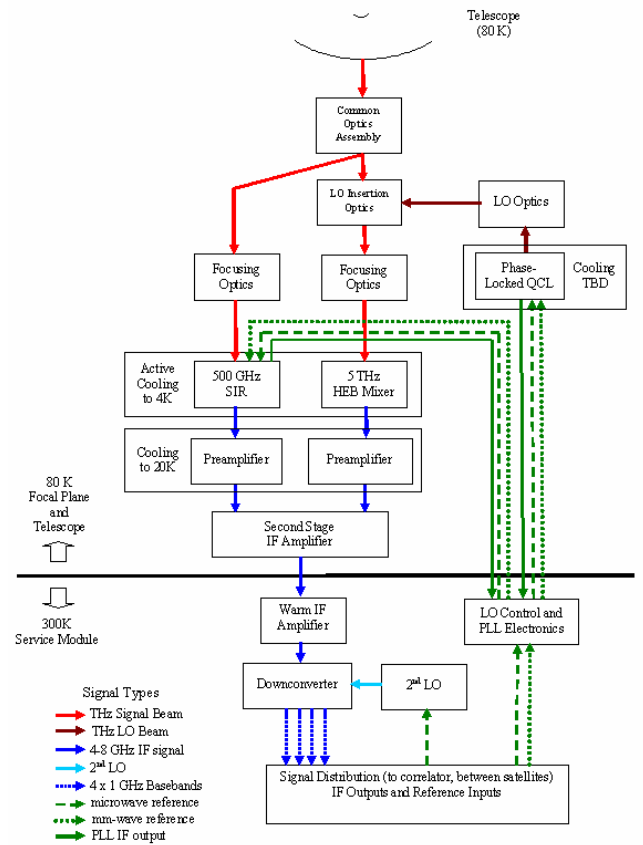 Telescope
(80 K)
Common
Optics
Assembly
LO Insertion
Optics
LO Optics
Focusing
Optics
Focusing
Optics
Phase-
Locked QCL
Cooling
TBD
Active
Cooling
to 4K
500 GHz
SIR
5 THz
HEB Mixer
Cooling
to 20K
Preamplifier
Preamplifier
80 K
Focal Plane
and
Telescope
Second Stage
IF Amplifier
300K
Service Module
Warm IF
Amplifier
LO Control and
PLL Electronics
Downconverter
2nd LO
Signal Types
THz Signal Beam
THz LO Beam
4-8 GHz IF signal
2nd LO
4 x 1 GHz Basebands
microwave reference
mm-wave reference
PLL IF output
Signal Distribution (to correlator, between satellites)
IF Outputs and Reference Inputs